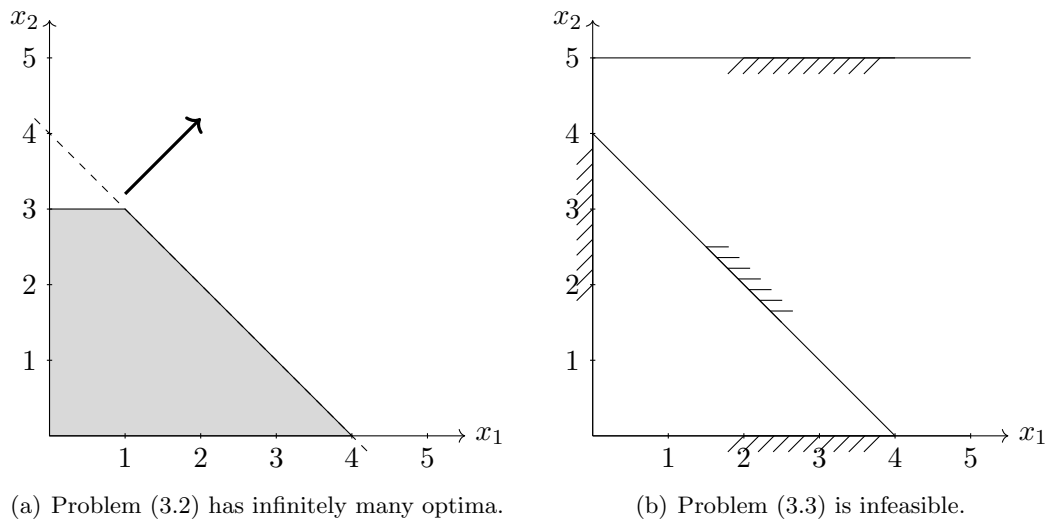 x₂
5
4
3
2
1
1 2 3 4 5 x₁
(a) Problem (3.2) has infinitely many optima.
x₂
5
4
3
2
1
1 2 3 4 5 x₁
(b) Problem (3.3) is infeasible.